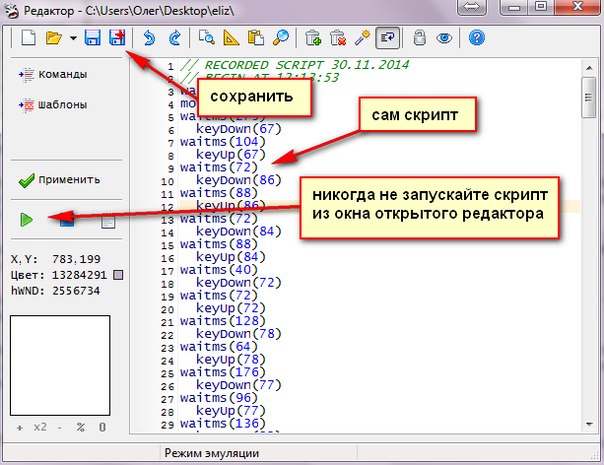 Редактор - C:\Users\Олег\Desktop\eliz\
Команды
Шаблоны
Применить
X,Y: 783.199
Цвет: 13284291
hWND: 2556734
+ x2 - % 0
1 // RECORDED SCRIPT 30.11.2014
2 // BEGIN AT 12:13:53
3 wa
4 mo
5 waitms(275)
6 keyDown(67)
7 waitms(104)
8 keyUp(67)
9 waitms(72)
10 keyDown(86)
11 waitms(88)
12 keyUp(86)
13 waitms(72)
14 keyDown(84)
15 waitms(88)
16 keyUp(84)
17 waitms(40)
18 keyDown(72)
19 waitms(72)
20 keyUp(72)
21 waitms(128)
22 keyDown(78)
23 waitms(64)
24 keyUp(78)
25 waitms(176)
26 keyDown(77)
27 waitms(96)
28 keyUp(77)
29 waitms(136)
сохранить
сам скрипт
никогда не запускайте скрипт
из окна открытого редактора
Режим эмуляции